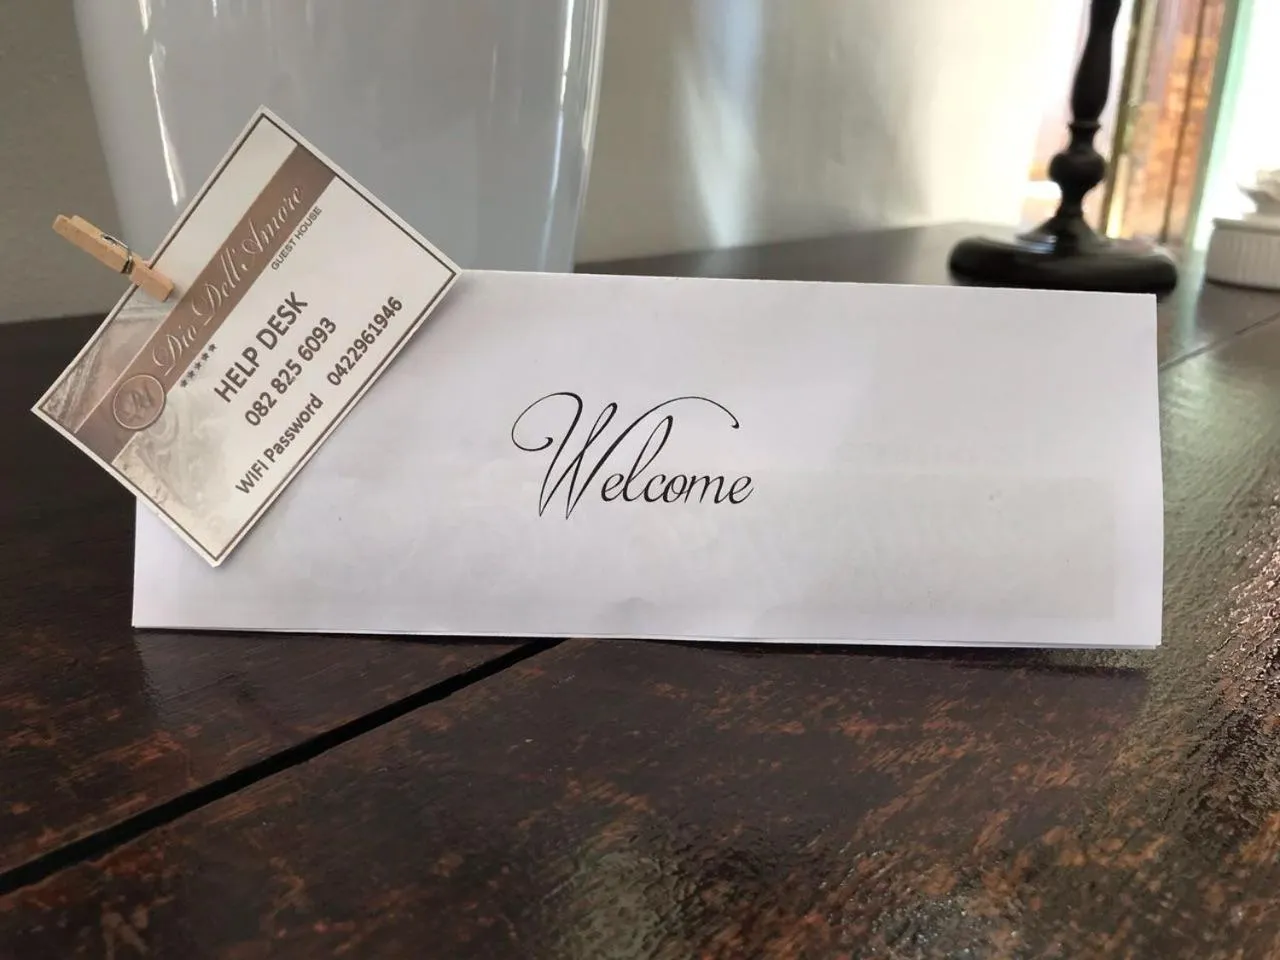 Dio Dell'Amore
GUEST HOUSE
★★★★★
HELP DESK
082 825 6093
WiFi Password 0422961946
Welcome